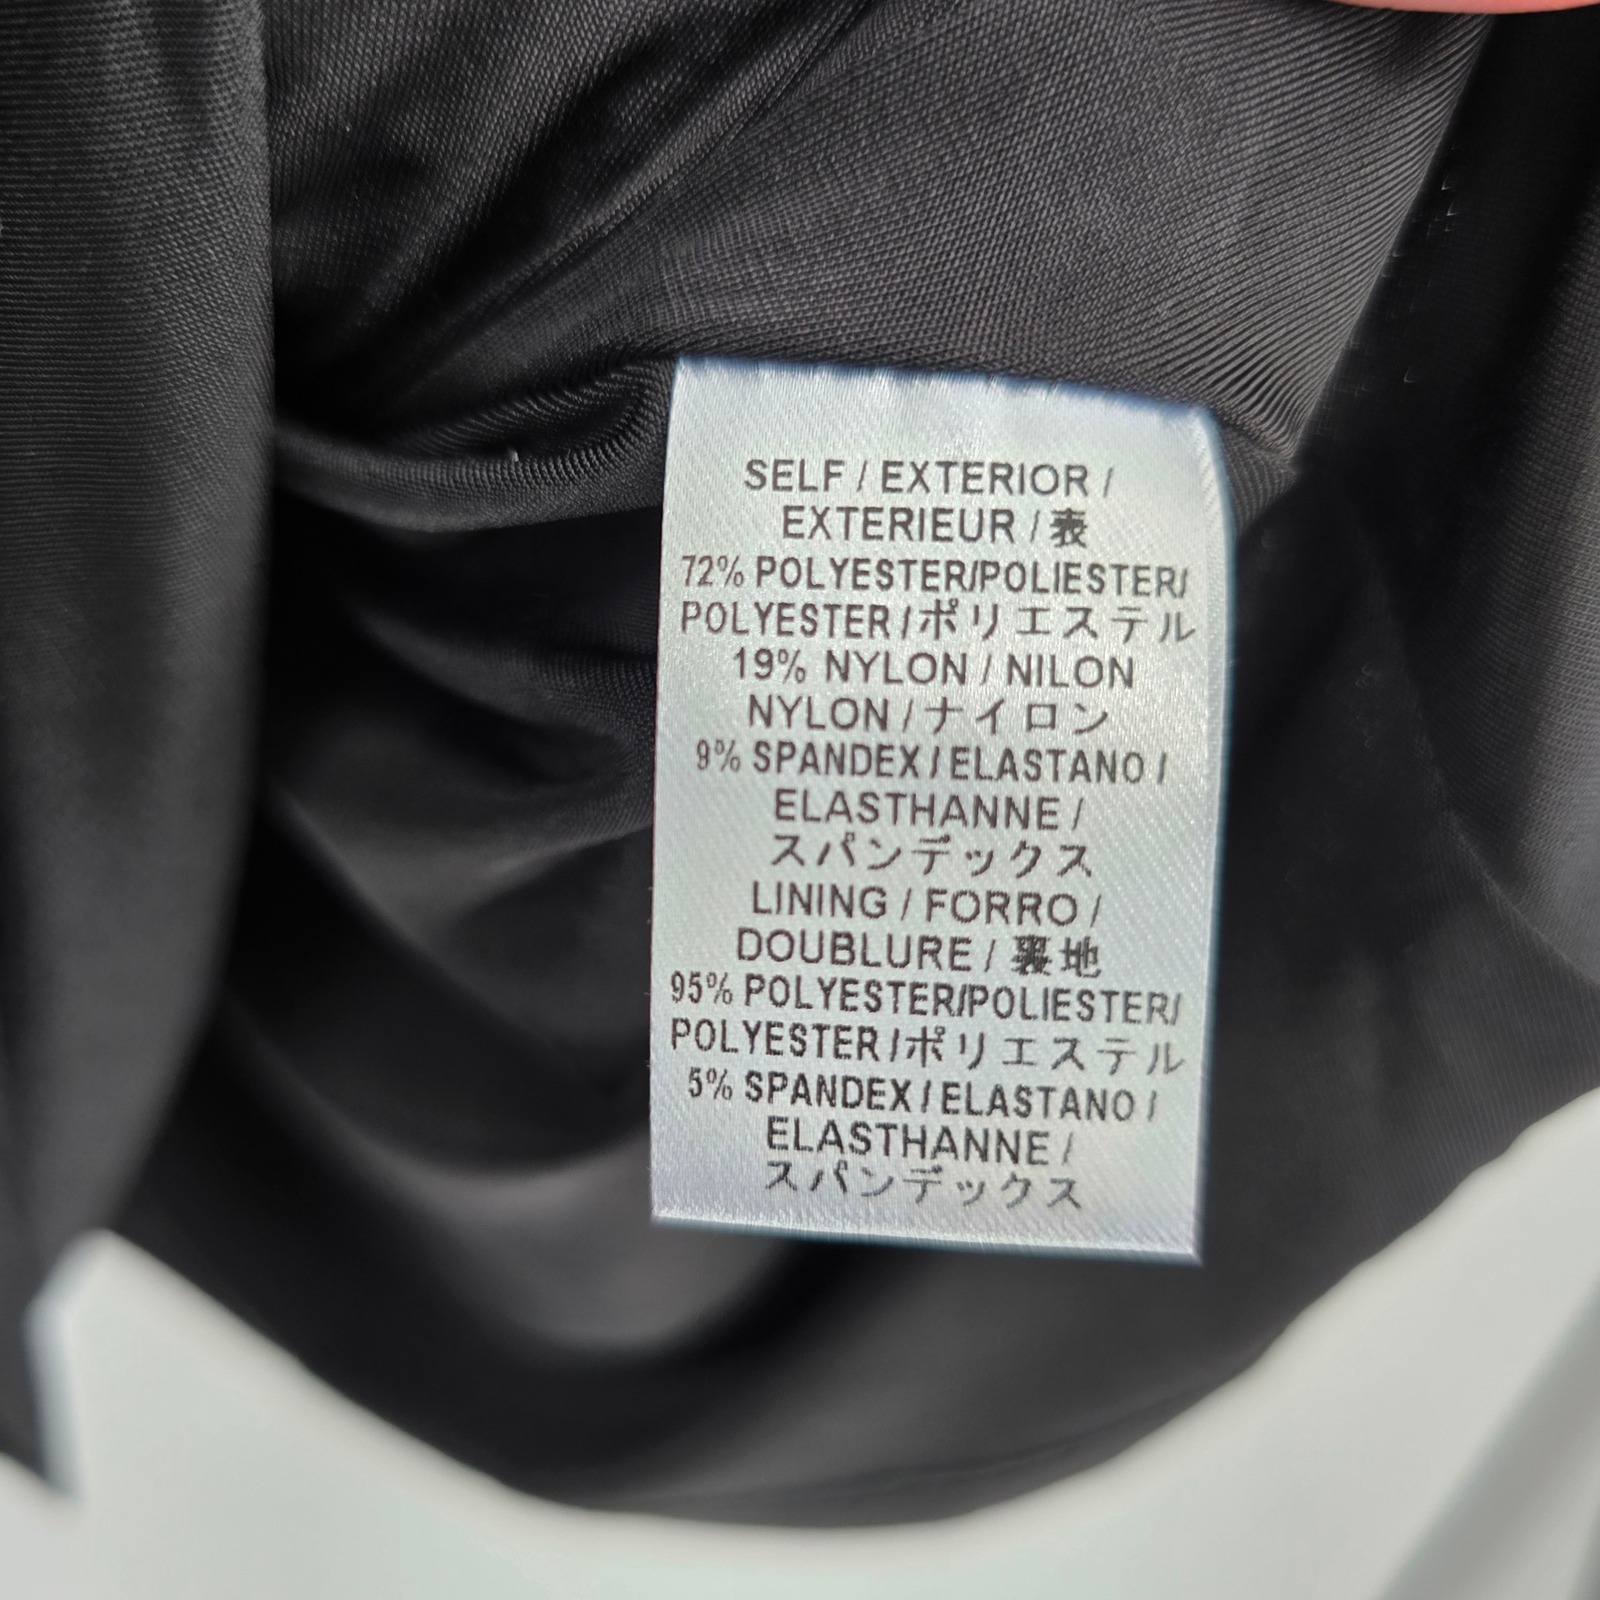 SELF / EXTERIOR /
EXTERIEUR / 表
72% POLYESTER/POLIESTER/
POLYESTER / ポリエステル
19% NYLON / NILON
NYLON / ナイロン
9% SPANDEX / ELASTANO /
ELASTHANNE /
スパンデックス
LINING / FORRO /
DOUBLURE / 裏地
95% POLYESTER/POLIESTER/
POLYESTER / ポリエステル
5% SPANDEX / ELASTANO /
ELASTHANNE /
スパンデックス